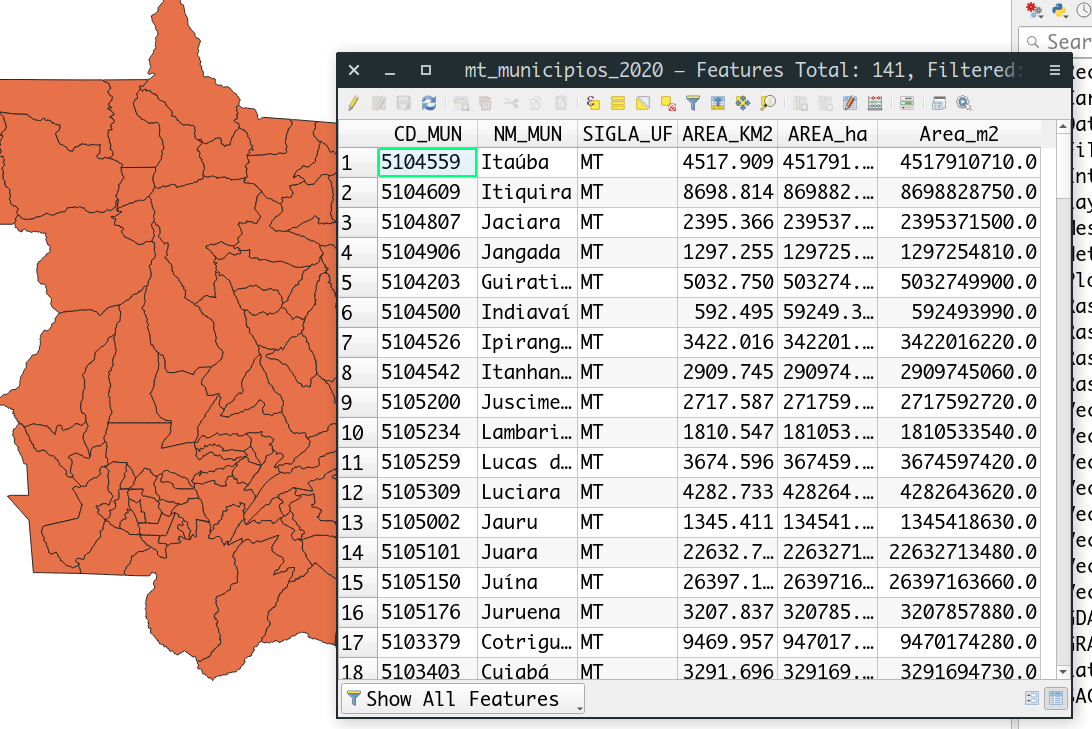 mt_municipios_2020 — Features Total: 141, Filtered:
Sear
CD_MUN NM_MUN SIGLA_UF AREA_KM2 AREA_ha Area_m2
1 5104559 Itaúba MT 4517.909 451791.… 4517910710.0
2 5104609 Itiquira MT 8698.814 869882.… 8698828750.0
3 5104807 Jaciara MT 2395.366 239537.… 2395371500.0
4 5104906 Jangada MT 1297.255 129725.… 1297254810.0
5 5104203 Guirati… MT 5032.750 503274.… 5032749900.0
6 5104500 Indiavaí MT 592.495 59249.3… 592493990.0
7 5104526 Ipirang… MT 3422.016 342201.… 3422016220.0
8 5104542 Itanhan… MT 2909.745 290974.… 2909745060.0
9 5105200 Juscime… MT 2717.587 271759.… 2717592720.0
10 5105234 Lambari… MT 1810.547 181053.… 1810533540.0
11 5105259 Lucas d… MT 3674.596 367459.… 3674597420.0
12 5105309 Luciara MT 4282.733 428264.… 4282643620.0
13 5105002 Jauru MT 1345.411 134541.… 1345418630.0
14 5105101 Juara MT 22632.7… 2263271… 22632713480.0
15 5105150 Juína MT 26397.1… 2639716… 26397163660.0
16 5105176 Juruena MT 3207.837 320785.… 3207857880.0
17 5103379 Cotrigu… MT 9469.957 947017.… 9470174280.0
18 5103403 Cuiabá MT 3291.696 329169.… 3291694730.0
Show All Features